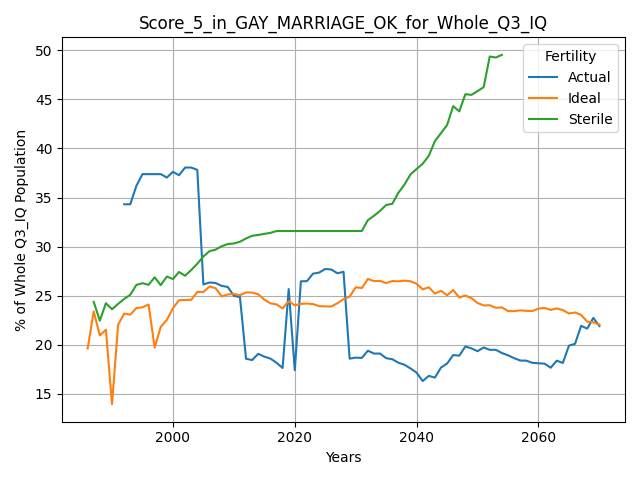 Score_5_in_GAY_MARRIAGE_OK_for_Whole_Q3_IQ
Fertility
Actual
Ideal
Sterile
% of Whole Q3_IQ Population
50
45
40
35
30
25
20
15
2000
2020
2040
2060
Years